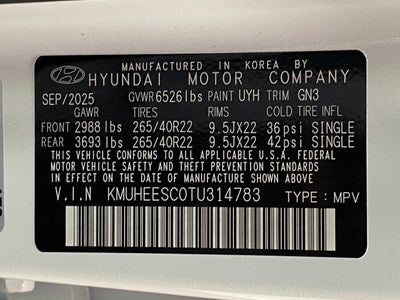 MANUFACTURED IN KOREA BY
HYUNDAI MOTOR COMPANY
SEP/2025 GVWR 6526lbs PAINT UYH TRIM GN3
GAWR TIRES RIMS COLD TIRE INFL
FRONT 2988lbs 265/40R22 9.5JX22 36psi SINGLE
REAR 3693lbs 265/40R22 9.5JX22 42psi SINGLE
THIS VEHICLE CONFORMS TO ALL APPLICABLE U.S.A. FEDERAL
MOTOR VEHICLE SAFETY AND THEFT PREVENTION STANDARDS
IN EFFECT ON THE DATE OF MANUFACTURE SHOWN ABOVE.
V.I.N KMUHEESC0TU314783 TYPE: MPV